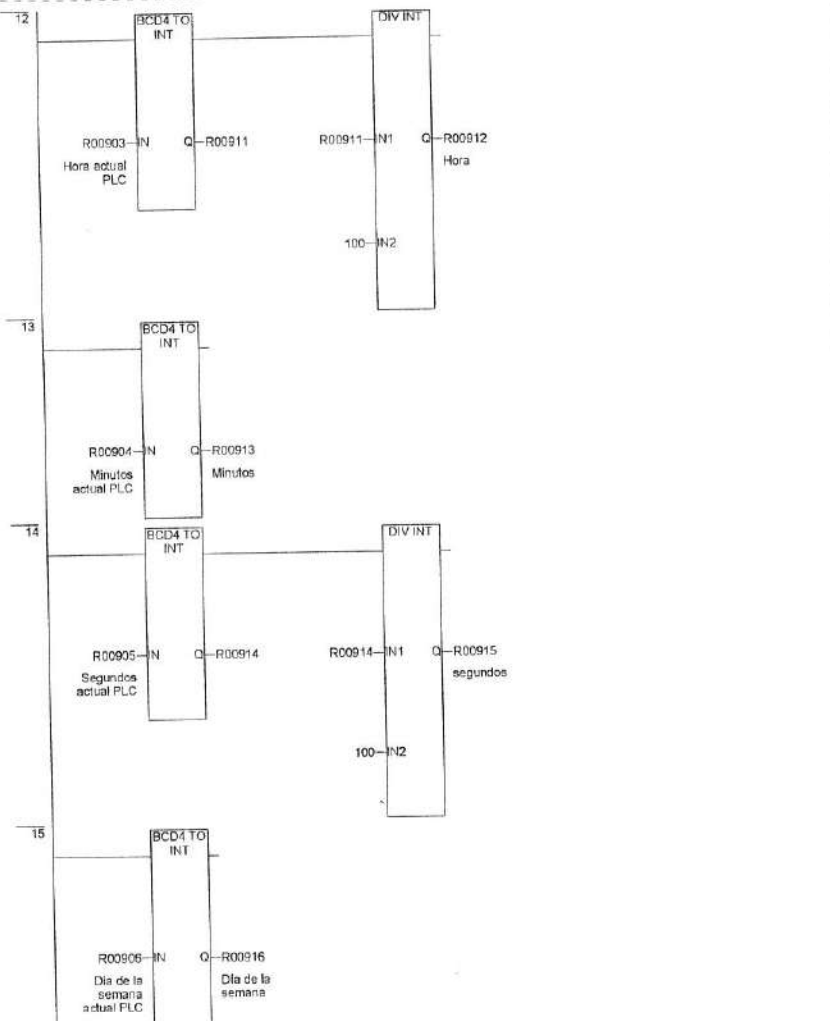 12
BCD4 TO
INT
DIV INT
R00903 IN Q R00911
Hora actual
PLC
R00911 IN1 Q R00912
Hora
100 IN2
13
BCD4 TO
INT
R00904 IN Q R00913
Minutos
actual PLC
Minutos
14
BCD4 TO
INT
DIV INT
R00905 IN Q R00914
Segundos
actual PLC
R00914 IN1 Q R00915
segundos
100 IN2
15
BCD4 TO
INT
R00906 IN Q R00916
Dia de la
semana
actual PLC
Dia de la
semana